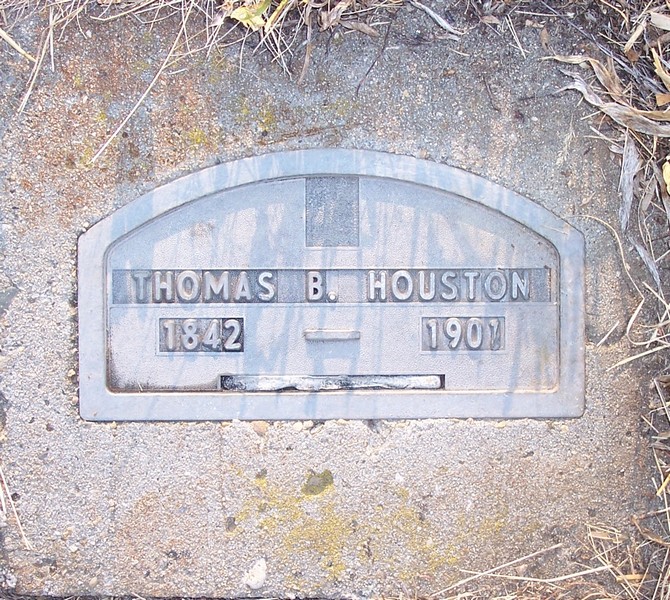 THOMAS B. HOUSTON
1842 — 1901